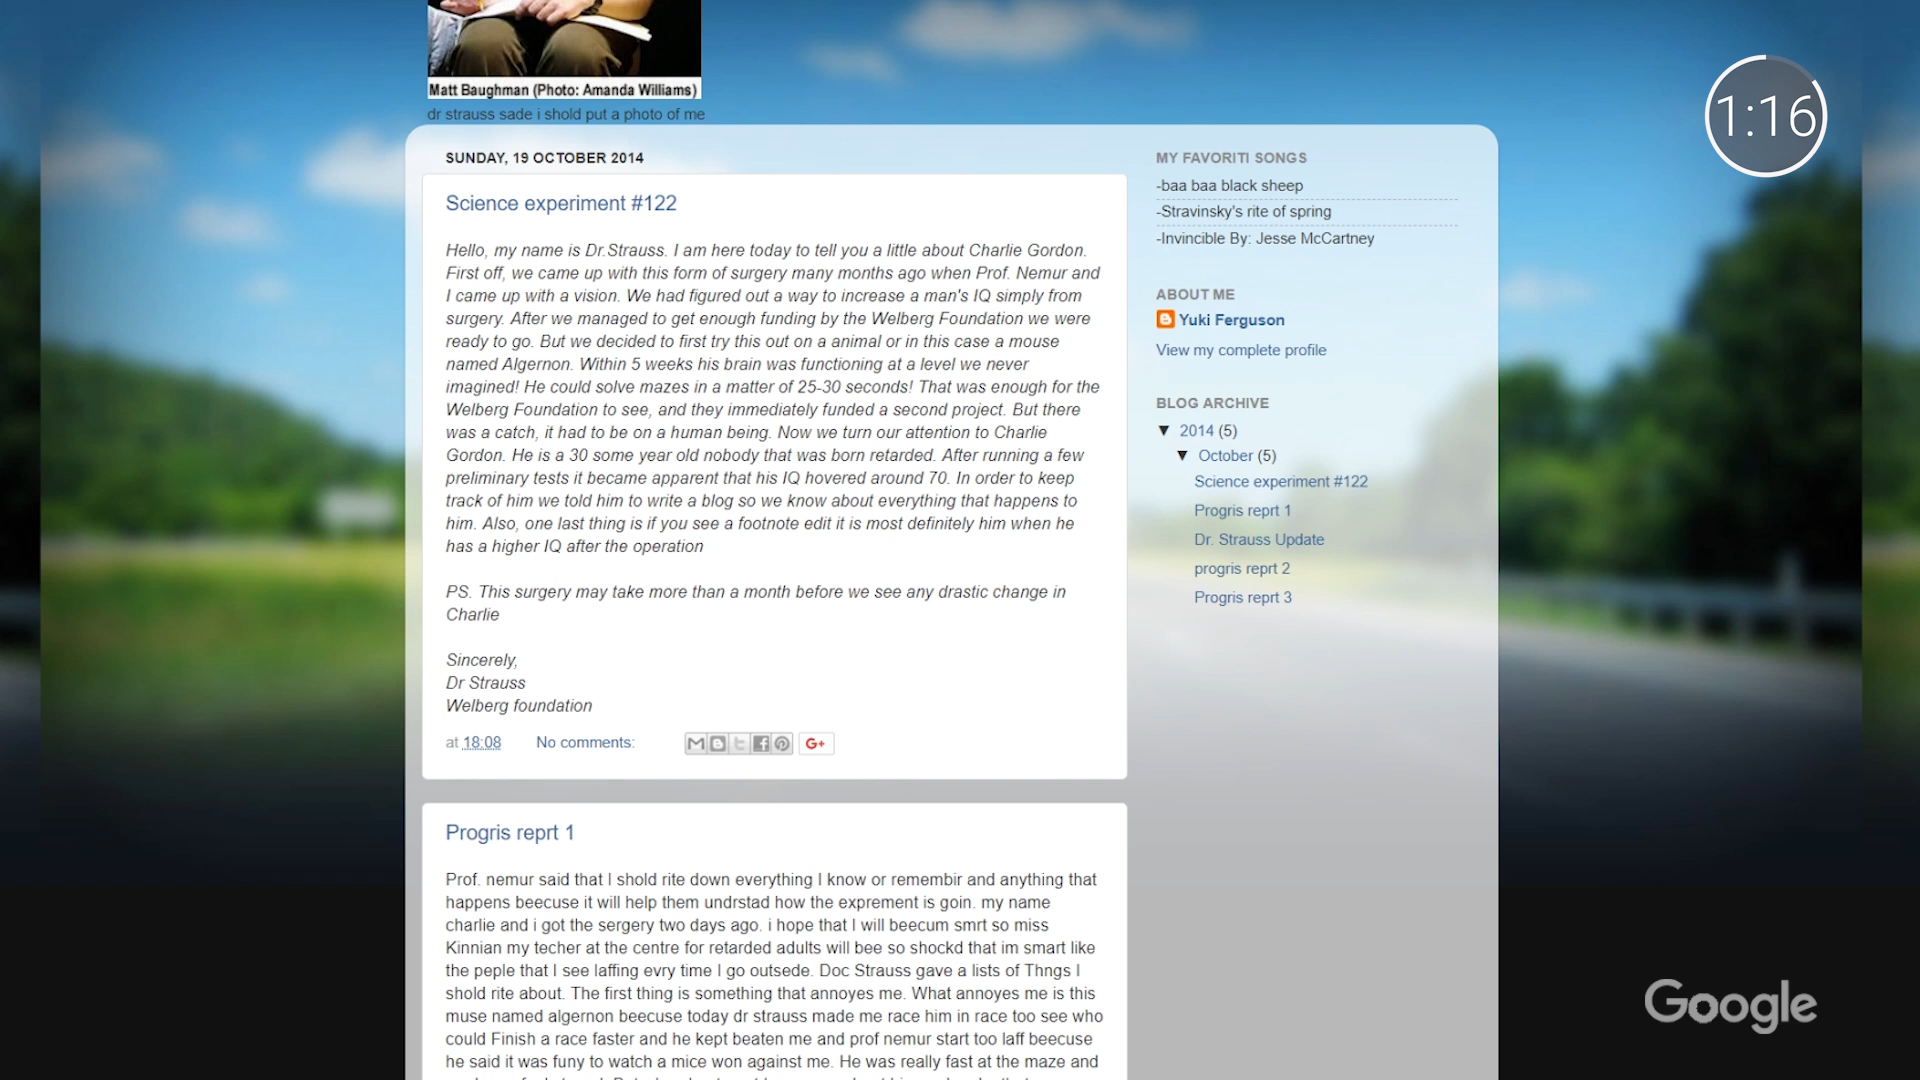 Matt Baughman (Photo: Amanda Williams)
dr strauss sade i shold put a photo of me
1:16
SUNDAY, 19 OCTOBER 2014
Science experiment #122
Hello, my name is Dr.Strauss. I am here today to tell you a little about Charlie Gordon.
First off, we came up with this form of surgery many months ago when Prof. Nemur and
I came up with a vision. We had figured out a way to increase a man's IQ simply from
surgery. After we managed to get enough funding by the Welberg Foundation we were
ready to go. But we decided to first try this out on a animal or in this case a mouse
named Algernon. Within 5 weeks his brain was functioning at a level we never
imagined! He could solve mazes in a matter of 25-30 seconds! That was enough for the
Welberg Foundation to see, and they immediately funded a second project. But there
was a catch, it had to be on a human being. Now we turn our attention to Charlie
Gordon. He is a 30 some year old nobody that was born retarded. After running a few
preliminary tests it became apparent that his IQ hovered around 70. In order to keep
track of him we told him to write a blog so we know about everything that happens to
him. Also, one last thing is if you see a footnote edit it is most definitely him when he
has a higher IQ after the operation
PS. This surgery may take more than a month before we see any drastic change in
Charlie
Sincerely,
Dr Strauss
Welberg foundation
at 18:08 No comments:
G+
Progris reprt 1
Prof. nemur said that I shold rite down everything I know or remembir and anything that
happens beecuse it will help them undrstad how the exprement is goin. my name
charlie and i got the sergery two days ago. i hope that I will beecum smrt so miss
Kinnian my techer at the centre for retarded adults will bee so shockd that im smart like
the peple that I see laffing evry time I go outsede. Doc Strauss gave a lists of Thngs I
shold rite about. The first thing is something that annoyes me. What annoyes me is this
muse named algernon beecuse today dr strauss made me race him in race too see who
could Finish a race faster and he kept beaten me and prof nemur start too laff beecuse
he said it was funy to watch a mice won against me. He was really fast at the maze and
MY FAVORITI SONGS
-baa baa black sheep
-Stravinsky's rite of spring
-Invincible By: Jesse McCartney
ABOUT ME
Yuki Ferguson
View my complete profile
BLOG ARCHIVE
▼ 2014 (5)
▼ October (5)
Science experiment #122
Progris reprt 1
Dr. Strauss Update
progris reprt 2
Progris reprt 3
Google